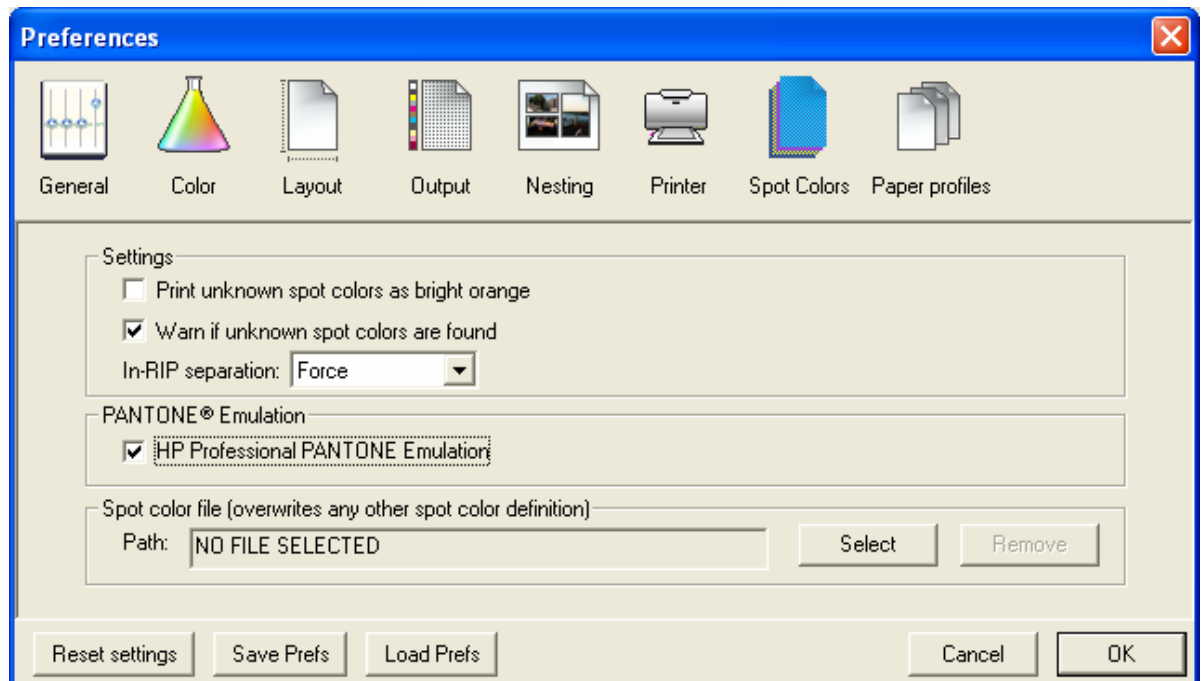 Preferences
General Color Layout Output Nesting Printer Spot Colors Paper profiles
Settings
Print unknown spot colors as bright orange
Warn if unknown spot colors are found
In-RIP separation: Force
PANTONE® Emulation
HP Professional PANTONE Emulation
Spot color file (overwrites any other spot color definition)
Path: NO FILE SELECTED Select Remove
Reset settings Save Prefs Load Prefs Cancel OK